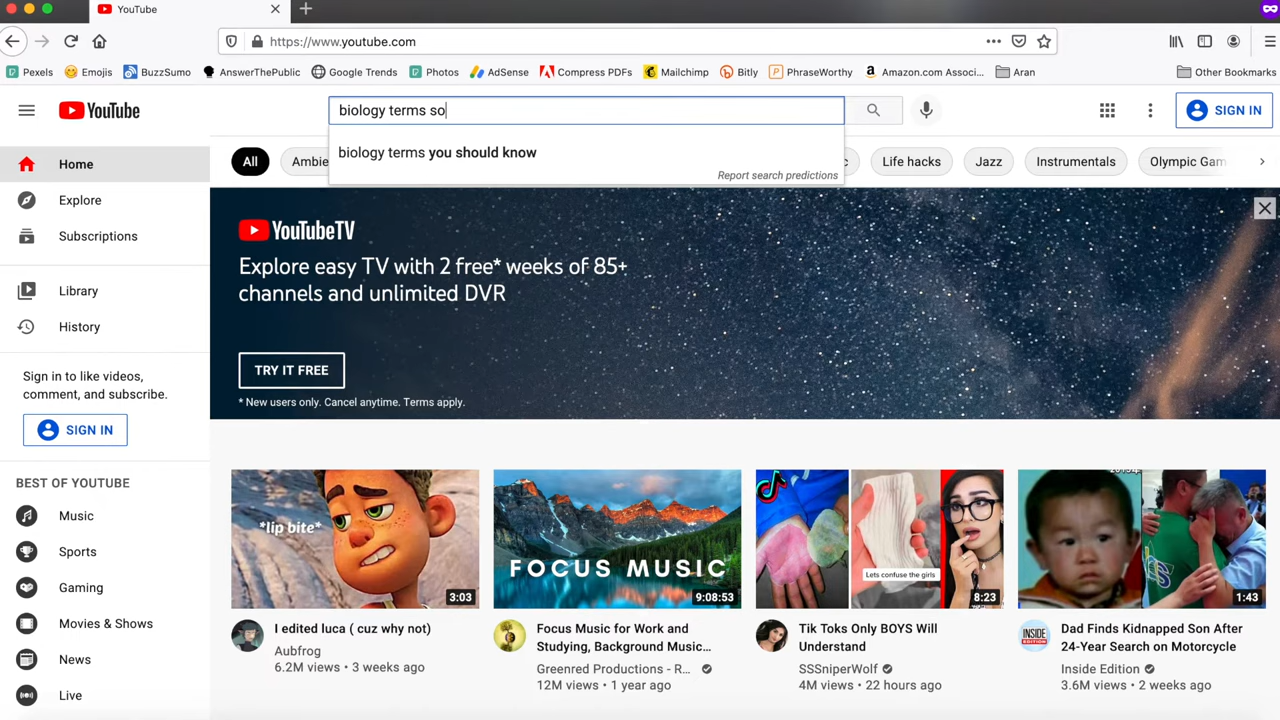 YouTube
https://www.youtube.com
Pexels
Emojis
BuzzSumo
AnswerThePublic
Google Trends
Photos
AdSense
Compress PDFs
Mailchimp
Bitly
PhraseWorthy
Amazon.com Associ...
Aran
Other Bookmarks
YouTube
biology terms so
SIGN IN
biology terms you should know
Report search predictions
All
Ambie
c
Life hacks
Jazz
Instrumentals
Olympic Gam
Home
Explore
Subscriptions
Library
History
Sign in to like videos,
comment, and subscribe.
SIGN IN
BEST OF YOUTUBE
Music
Sports
Gaming
Movies & Shows
News
Live
YouTubeTV
Explore easy TV with 2 free* weeks of 85+
channels and unlimited DVR
TRY IT FREE
* New users only. Cancel anytime. Terms apply.
*lip bite*
3:03
I edited luca ( cuz why not)
Aubfrog
6.2M views • 3 weeks ago
FOCUS MUSIC
9:08:53
Focus Music for Work and
Studying, Background Music...
Greenred Productions - R...
12M views • 1 year ago
Lets confuse the girls
8:23
Tik Toks Only BOYS Will
Understand
SSSniperWolf
4M views • 22 hours ago
1:43
INSIDE
EDITION
Dad Finds Kidnapped Son After
24-Year Search on Motorcycle
Inside Edition
3.6M views • 2 weeks ago